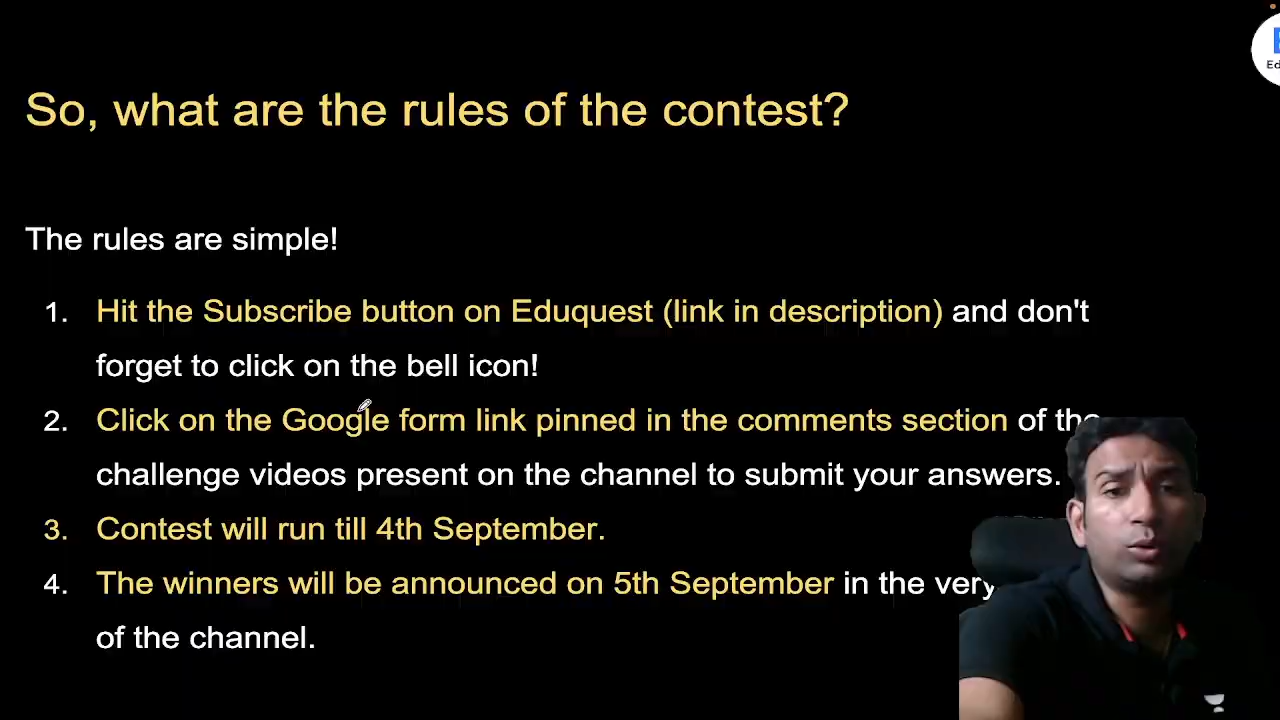 Ed
So, what are the rules of the contest?
The rules are simple!
1. Hit the Subscribe button on Eduquest (link in description) and don't
forget to click on the bell icon!
2. Click on the Google form link pinned in the comments section of the
challenge videos present on the channel to submit your answers.
3. Contest will run till 4th September.
4. The winners will be announced on 5th September in the very
of the channel.